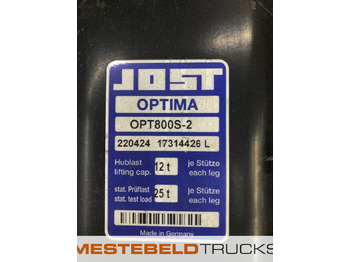 JOST
OPTIMA
OPT800S-2
220424 17314426 L
Hublast 12 t je Stütze
lifting cap. each leg
stat. Prüflast 25 t je Stütze
stat. test load each leg
Made in Germany
MESTEBELDTRUCKS